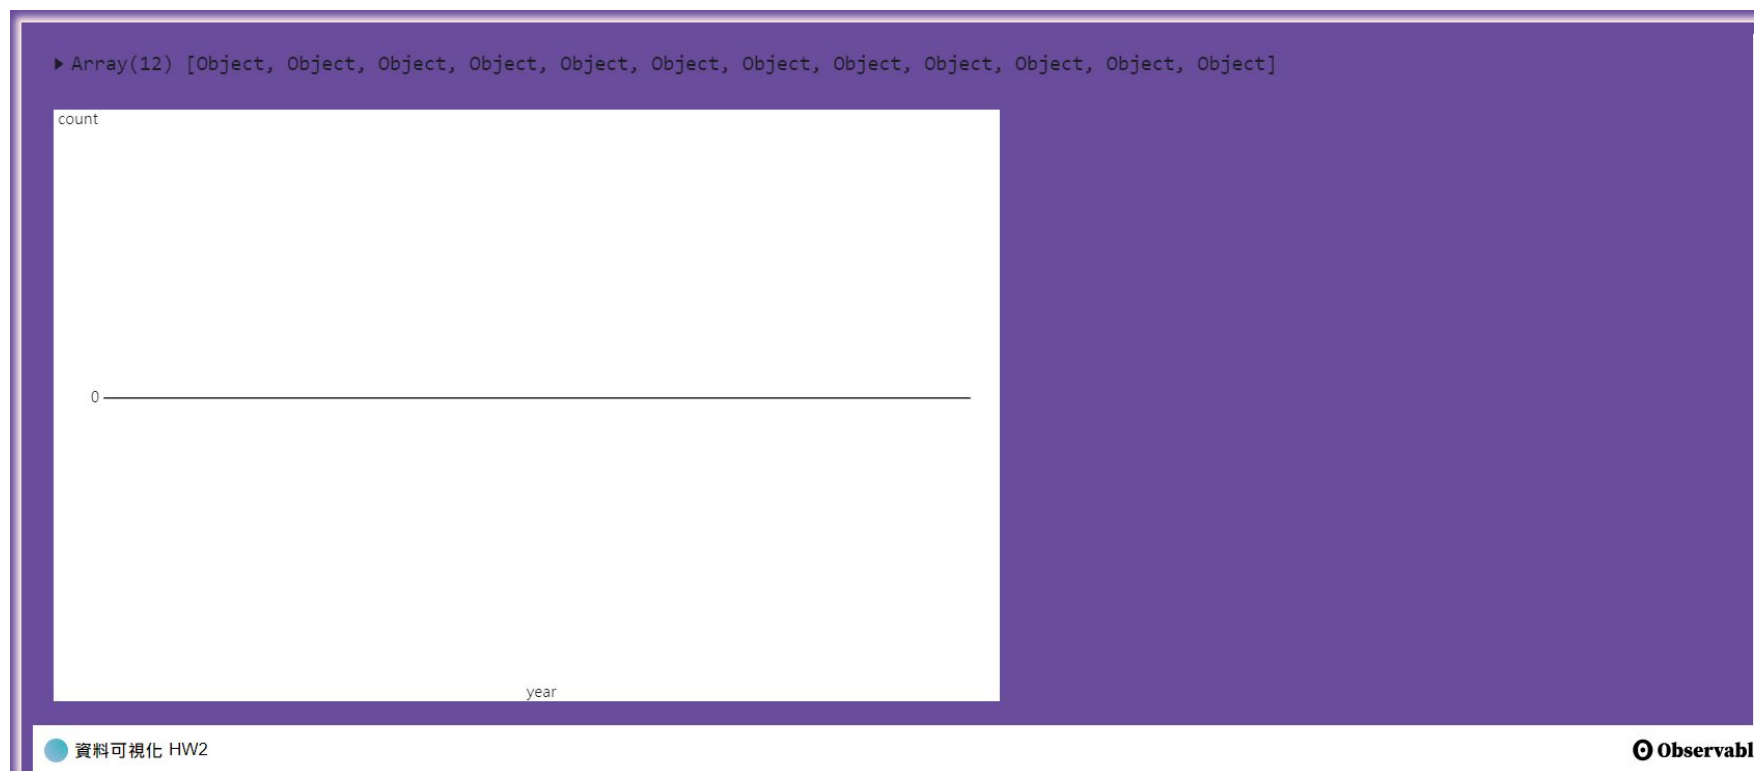 ▸ Array(12) [Object, Object, Object, Object, Object, Object, Object, Object, Object, Object, Object, Object]
count
0
year
資料可視化 HW2
Observabl